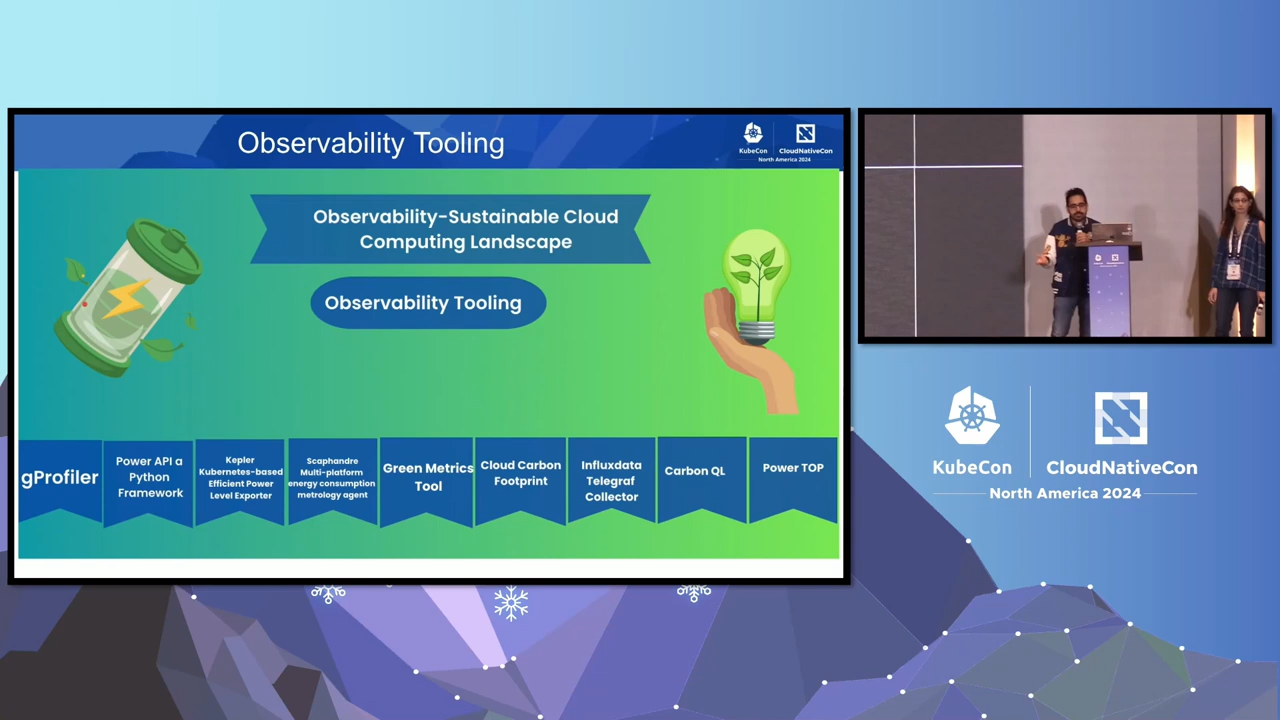 Observability Tooling
KubeCon
CloudNativeCon
North America 2024
Observability-Sustainable Cloud
Computing Landscape
Observability Tooling
gProfiler
Power API a
Python
Framework
Kepler
Kubernetes-based
Efficient Power
Level Exporter
Scaphandre
Multi-platform
energy consumption
metrology agent
Green Metrics
Tool
Cloud Carbon
Footprint
Influxdata
Telegraf
Collector
Carbon QL
Power TOP
KubeCon
CloudNativeCon
North America 2024